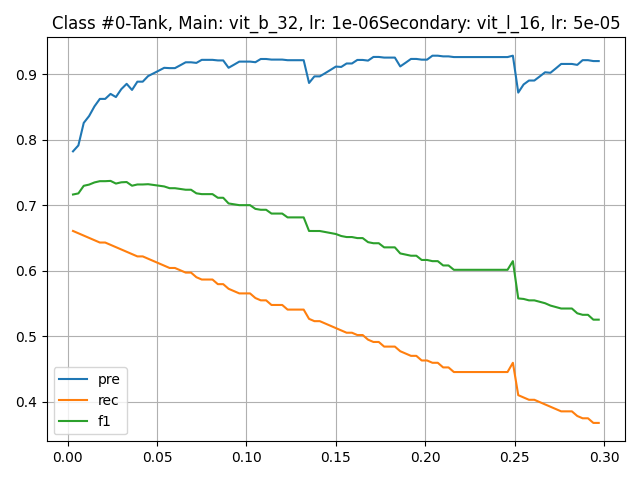 Class #0-Tank, Main: vit_b_32, lr: 1e-06Secondary: vit_l_16, lr: 5e-05
0.9
0.8
0.7
0.6
0.5
0.4
pre
rec
f1
0.00 0.05 0.10 0.15 0.20 0.25 0.30